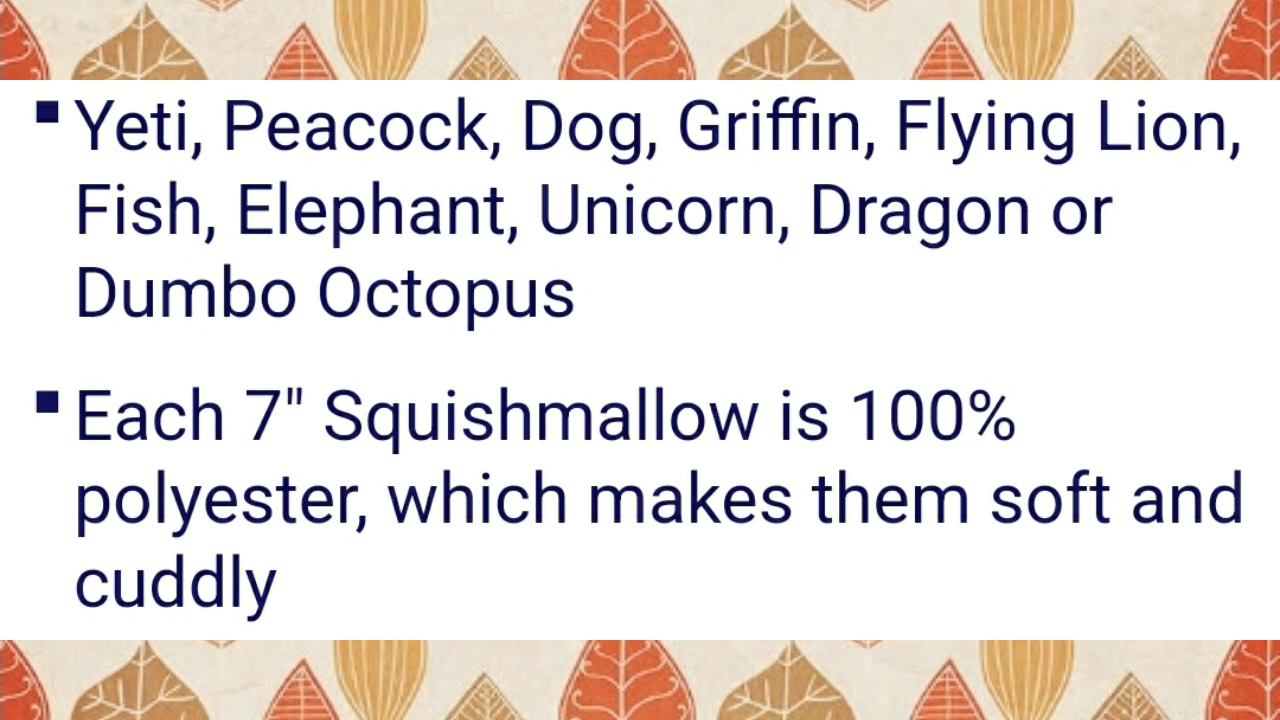 ▪ Yeti, Peacock, Dog, Griffin, Flying Lion,
Fish, Elephant, Unicorn, Dragon or
Dumbo Octopus
▪ Each 7" Squishmallow is 100%
polyester, which makes them soft and
cuddly